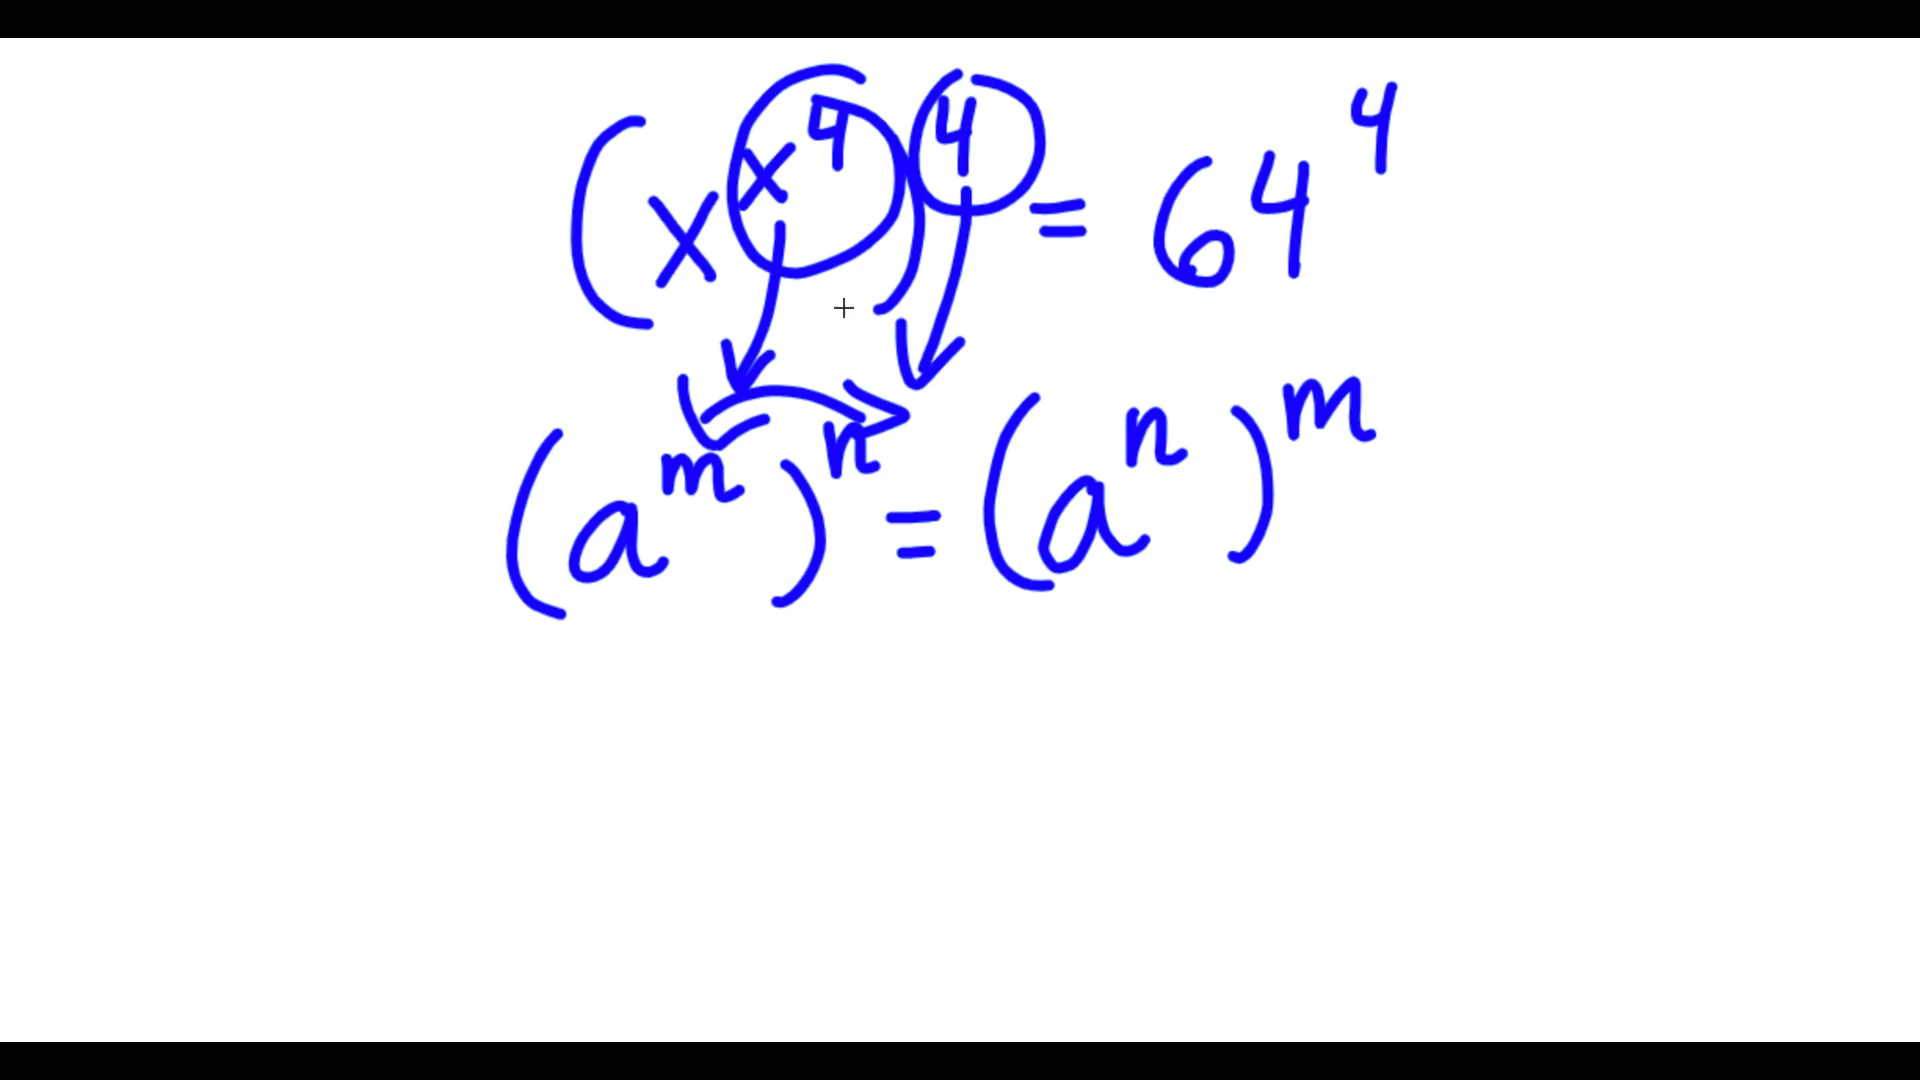 (x^{x^4})^4 = 64^4
(a^m)^n = (a^n)^m